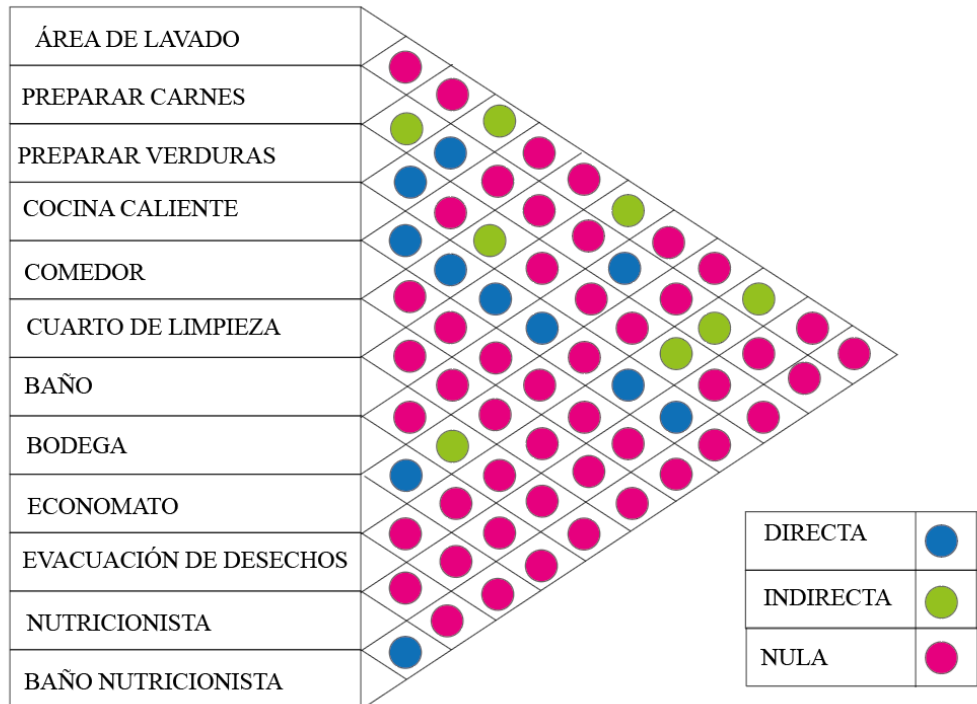 ÁREA DE LAVADO
PREPARAR CARNES
PREPARAR VERDURAS
COCINA CALIENTE
COMEDOR
CUARTO DE LIMPIEZA
BAÑO
BODEGA
ECONOMATO
EVACUACIÓN DE DESECHOS
NUTRICIONISTA
BAÑO NUTRICIONISTA
DIRECTA
INDIRECTA
NULA